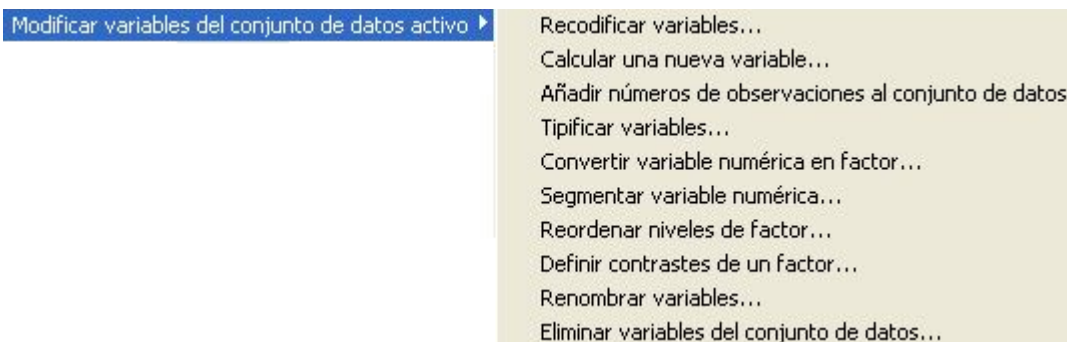 Modificar variables del conjunto de datos activo
Recodificar variables...
Calcular una nueva variable...
Añadir números de observaciones al conjunto de datos
Tipificar variables...
Convertir variable numérica en factor...
Segmentar variable numérica...
Reordenar niveles de factor...
Definir contrastes de un factor...
Renombrar variables...
Eliminar variables del conjunto de datos...